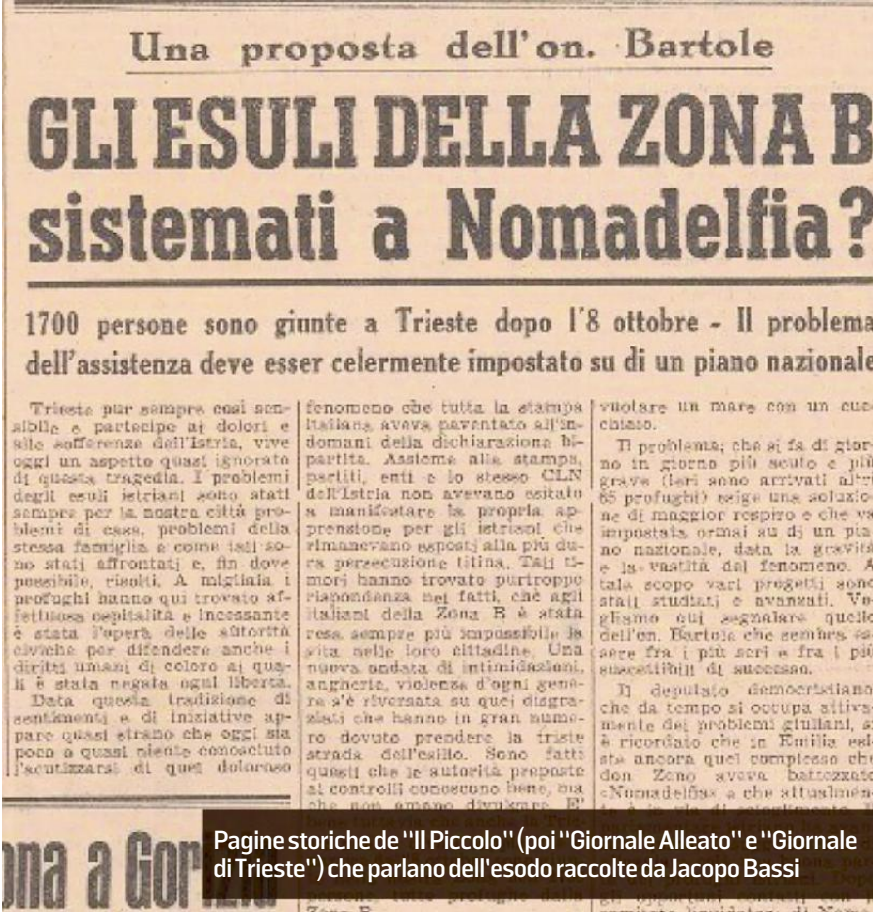 Una proposta dell'on. Bartole
GLI ESULI DELLA ZONA B
sistemati a Nomadelfia?
1700 persone sono giunte a Trieste dopo l'8 ottobre - Il problema
dell'assistenza deve esser celermente impostato su di un piano nazionale
Trieste pur sempre così sen-
sibile e partecipe ai dolori e
alle sofferenze dell'Istria, vive
oggi un aspetto quasi ignorato
di questa tragedia. I problemi
degli esuli istriani sono stati
sempre per la nostra città pro-
blemi di casa, problemi della
stessa famiglia e come tali so-
no stati affrontati e, fin dove
possibile, risolti. A migliaia i
profughi hanno qui trovato af-
fettuosa ospitalità e incessante
è stata l'opera delle autorità
civiche per difendere anche i
diritti umani di coloro ai qua-
li è stata negata ogni libertà.
Data questa tradizione di
sentimenti e di iniziative ap-
pare quasi strano che oggi sia
poco o quasi niente conosciuto
l'acutizzarsi di quel doloroso
fenomeno che tutta la stampa
italiana aveva paventato all'in-
domani della dichiarazione bi-
partita. Assieme alla stampa,
partiti, enti e lo stesso CLN
dell'Istria non avevano esitato
a manifestare la propria ap-
prensione per gli istriani che
rimanevano esposti alla più du-
ra persecuzione titina. Tali ti-
mori hanno trovato purtroppo
rispondenza nei fatti, chè agli
italiani della Zona B è stata
resa sempre più impossibile la
vita nelle loro cittadine. Una
nuova ondata di intimidazioni,
angherie, violenza d'ogni gene-
re s'è riversata su quei disgra-
ziati che hanno in gran nume-
ro dovuto prendere la triste
strada dell'esilio. Sono fatti
questi che le autorità preposte
ai controlli conoscono bene, ma
che non amano divulgare. E'
Zona B
vuotare un mare con un cuc-
chiaio.
Il problema; che si fa di gior-
no in giorno più acuto e più
grave (ieri sono arrivati altri
65 profughi) esige una soluzio-
ne di maggior respiro e che va
impostata ormai su di un pia-
no nazionale, data la gravità
e la vastità del fenomeno. A
tale scopo vari progetti sono
stati studiati e avanzati. Vo-
gliamo qui segnalare quello
dell'on. Bartole che sembra es-
sere fra i più seri e fra i più
suscettibili di successo.
Il deputato democristiano
che da tempo si occupa attiva-
mente dei problemi giuliani, si
è ricordato che in Emilia esi-
ste ancora quel complesso che
don Zeno aveva battezzato
«Nomadelfia» e che attualmen-
ona a Gorizia
Pagine storiche de "Il Piccolo" (poi "Giornale Alleato" e "Giornale
di Trieste") che parlano dell'esodo raccolte da Jacopo Bassi